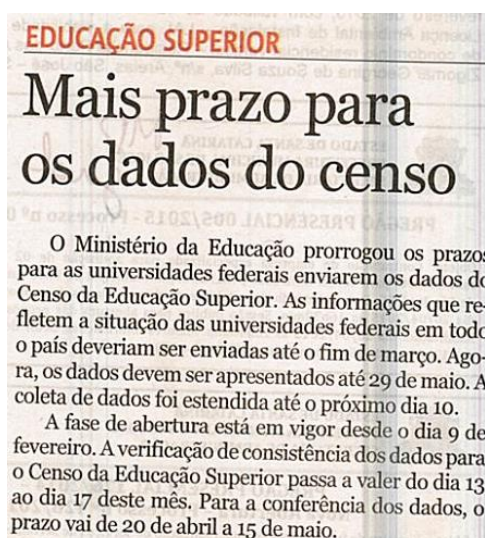 EDUCAÇÃO SUPERIOR
Mais prazo para
os dados do censo
O Ministério da Educação prorrogou os prazos
para as universidades federais enviarem os dados do
Censo da Educação Superior. As informações que re-
fletem a situação das universidades federais em todo
o país deveriam ser enviadas até o fim de março. Ago-
ra, os dados devem ser apresentados até 29 de maio. A
coleta de dados foi estendida até o próximo dia 10.
A fase de abertura está em vigor desde o dia 9 de
fevereiro. A verificação de consistência dos dados para
o Censo da Educação Superior passa a valer do dia 13
ao dia 17 deste mês. Para a conferência dos dados, o
prazo vai de 20 de abril a 15 de maio.